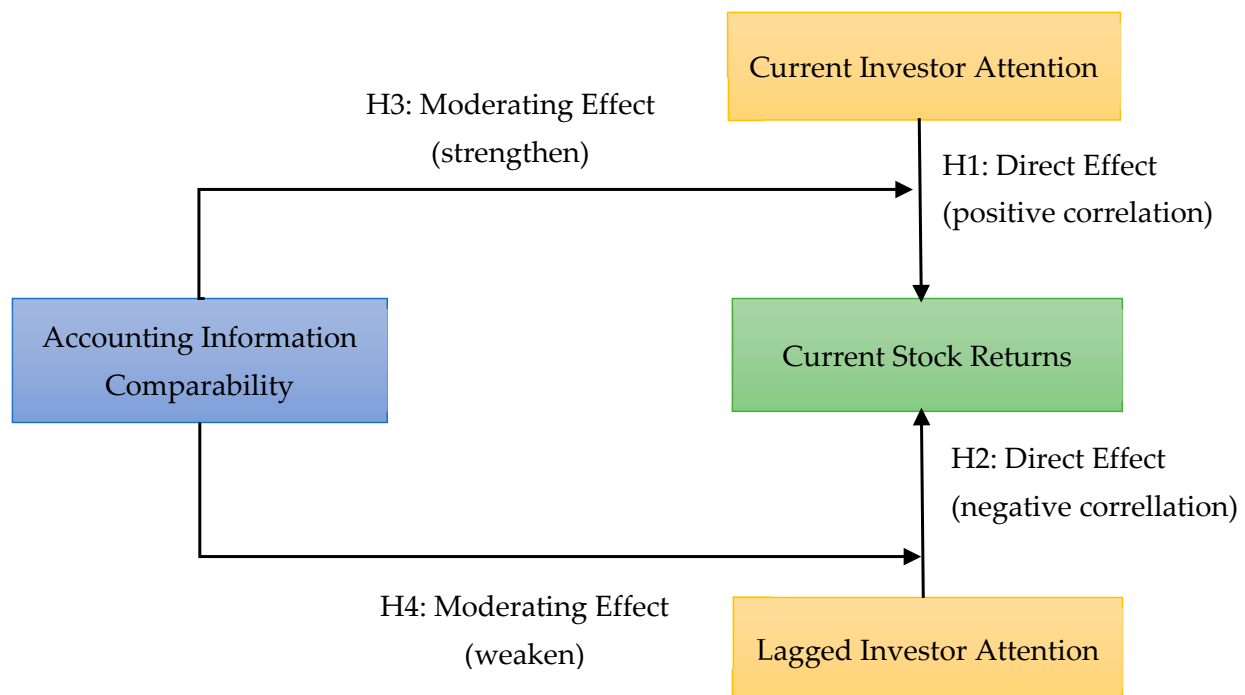 Current Investor Attention
H3: Moderating Effect
(strengthen)
H1: Direct Effect
(positive correlation)
Accounting Information
Comparability
Current Stock Returns
H2: Direct Effect
(negative correllation)
H4: Moderating Effect
(weaken)
Lagged Investor Attention